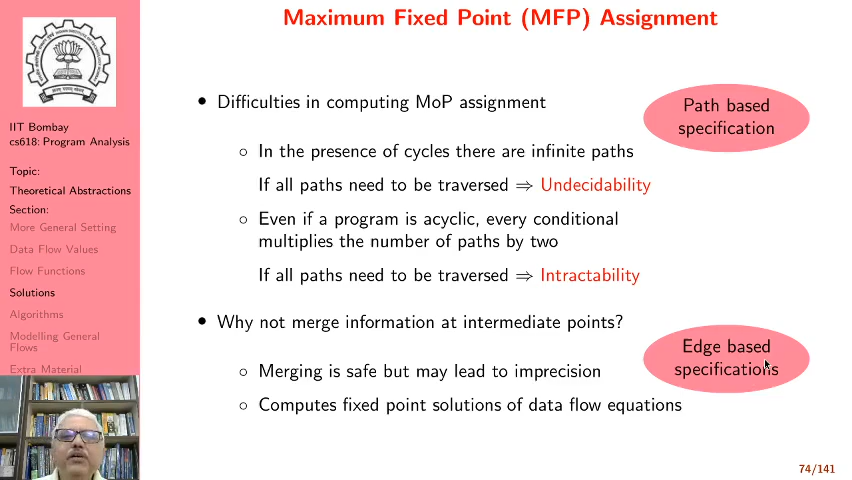 Maximum Fixed Point (MFP) Assignment
IIT Bombay
cs618: Program Analysis
Topic:
Theoretical Abstractions
Section:
More General Setting
Data Flow Values
Flow Functions
Solutions
Algorithms
Modelling General
Flows
Extra Material
• Difficulties in computing MoP assignment
Path based
specification
◦ In the presence of cycles there are infinite paths
If all paths need to be traversed ⇒ Undecidability
◦ Even if a program is acyclic, every conditional
multiplies the number of paths by two
If all paths need to be traversed ⇒ Intractability
• Why not merge information at intermediate points?
Edge based
specifications
◦ Merging is safe but may lead to imprecision
◦ Computes fixed point solutions of data flow equations
74/141